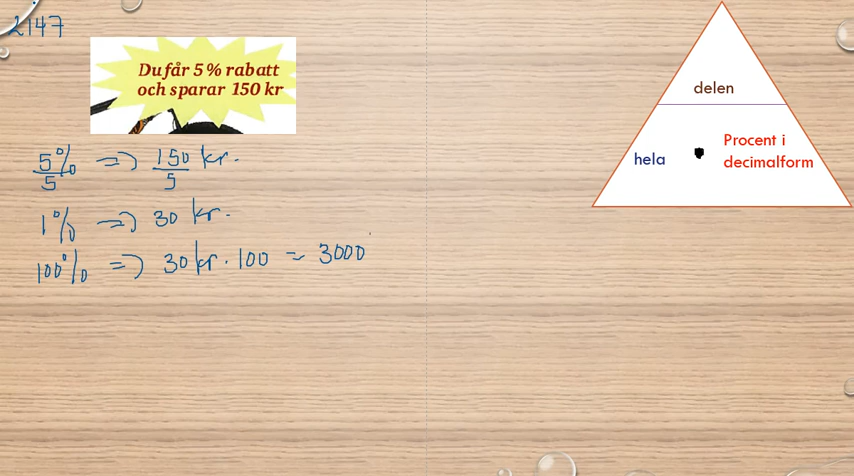 2147
Du får 5% rabatt
och sparar 150 kr
5%/5 => 150/5 kr.
1% => 30 kr.
100% => 30 kr · 100 = 3000
delen
hela · Procent i
decimalform